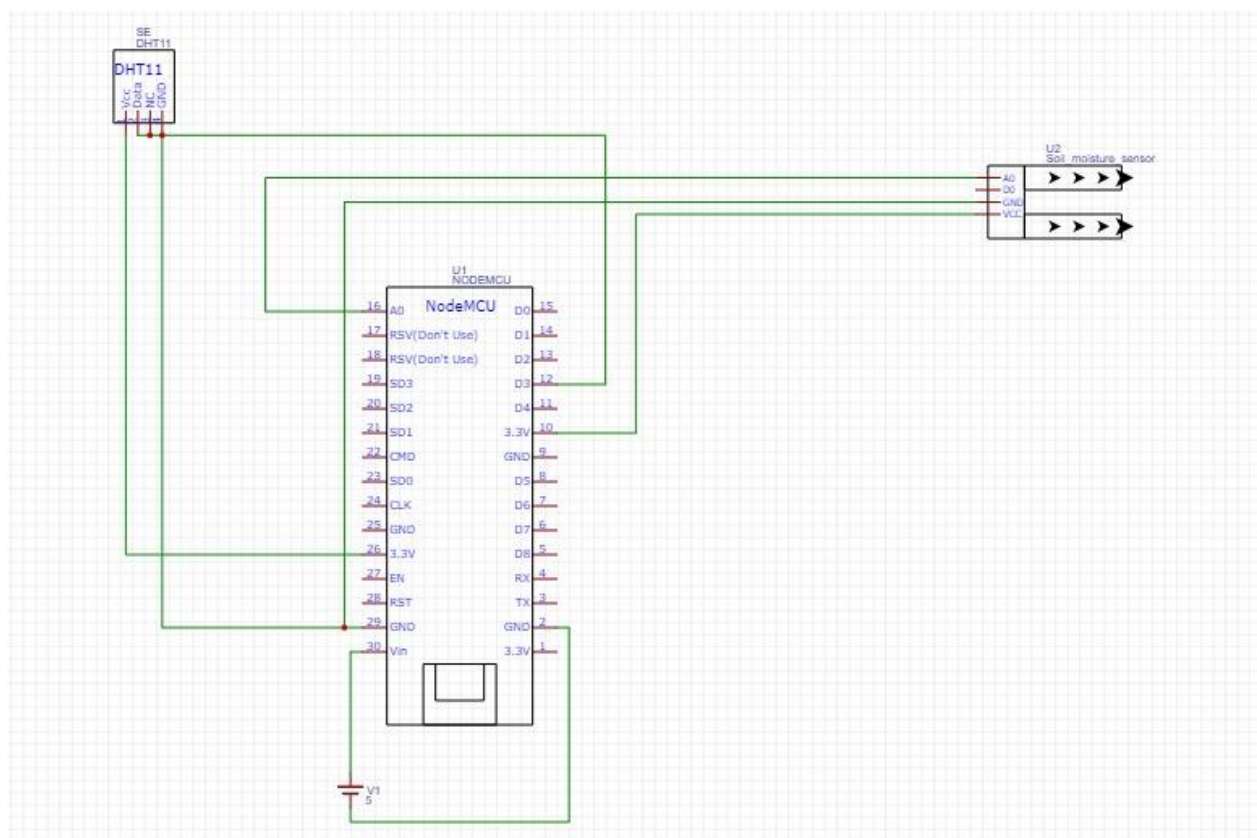 SE
DHT11
DHT11
Vcc
Data
NC
GND
U2
Soil_moisture_sensor
A0
D0
GND
VCC
U1
NODEMCU
NodeMCU
16 A0 D0 15
17 RSV(Don't Use) D1 14
18 RSV(Don't Use) D2 13
19 SD3 D3 12
20 SD2 D4 11
21 SD1 3.3V 10
22 CMD GND 9
23 SD0 D5 8
24 CLK D6 7
25 GND D7 6
26 3.3V D8 5
27 EN RX 4
28 RST TX 3
29 GND GND 2
30 Vin 3.3V 1
V1
5